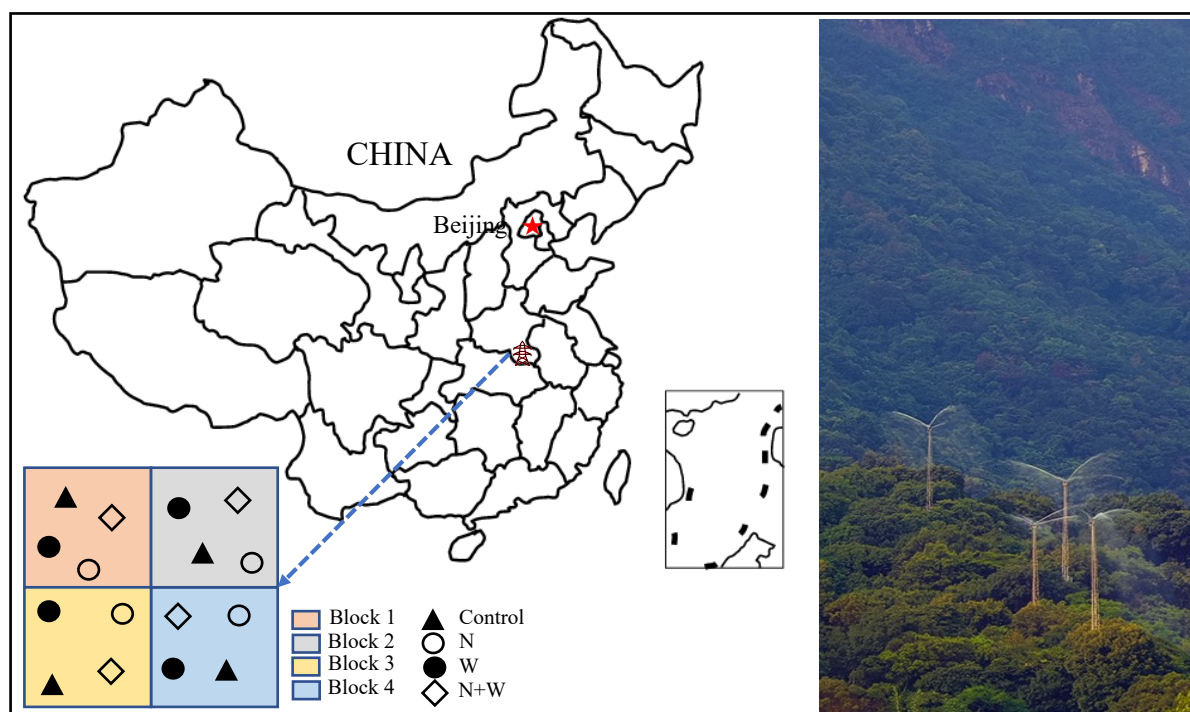 CHINA
Beijing
Block 1
Block 2
Block 3
Block 4
Control
N
W
N+W